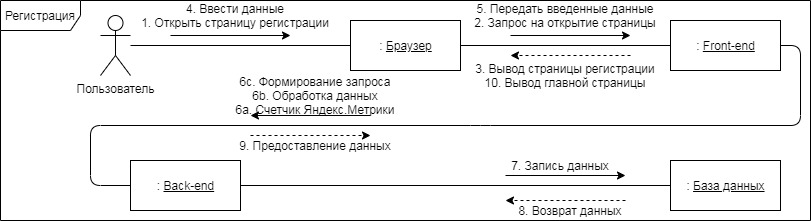 Регистрация
4. Ввести данные
1. Открыть страницу регистрации
5. Передать введенные данные
2. Запрос на открытие страницы
Пользователь
: Браузер
: Front-end
3. Вывод страницы регистрации
10. Вывод главной страницы
6c. Формирование запроса
6b. Обработка данных
6a. Счетчик Яндекс.Метрики
9. Предоставление данных
: Back-end
7. Запись данных
: База данных
8. Возврат данных